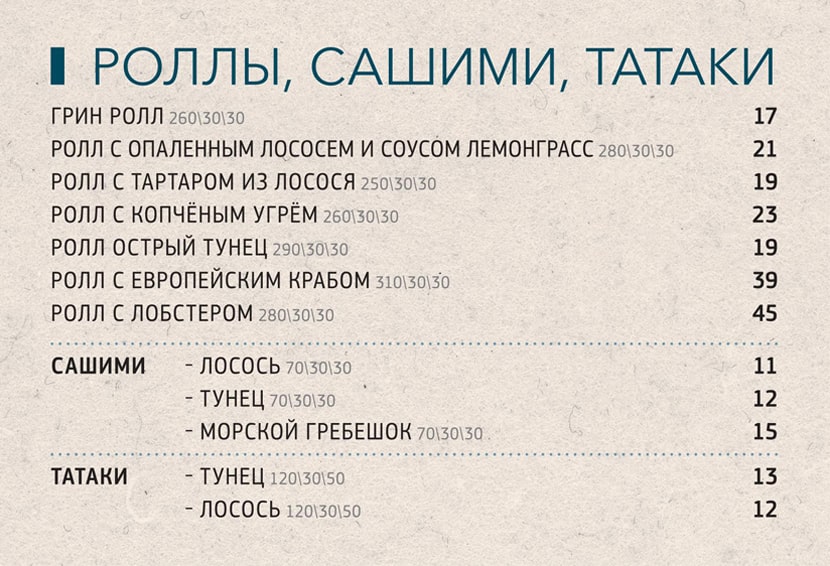 РОЛЛЫ, САШИМИ, ТАТАКИ
ГРИН РОЛЛ 260\30\30 17
РОЛЛ С ОПАЛЕННЫМ ЛОСОСЕМ И СОУСОМ ЛЕМОНГРАСС 280\30\30 21
РОЛЛ С ТАРТАРОМ ИЗ ЛОСОСЯ 250\30\30 19
РОЛЛ С КОПЧЁНЫМ УГРЁМ 260\30\30 23
РОЛЛ ОСТРЫЙ ТУНЕЦ 290\30\30 19
РОЛЛ С ЕВРОПЕЙСКИМ КРАБОМ 310\30\30 39
РОЛЛ С ЛОБСТЕРОМ 280\30\30 45
САШИМИ - ЛОСОСЬ 70\30\30 11
- ТУНЕЦ 70\30\30 12
- МОРСКОЙ ГРЕБЕШОК 70\30\30 15
ТАТАКИ - ТУНЕЦ 120\30\50 13
- ЛОСОСЬ 120\30\50 12